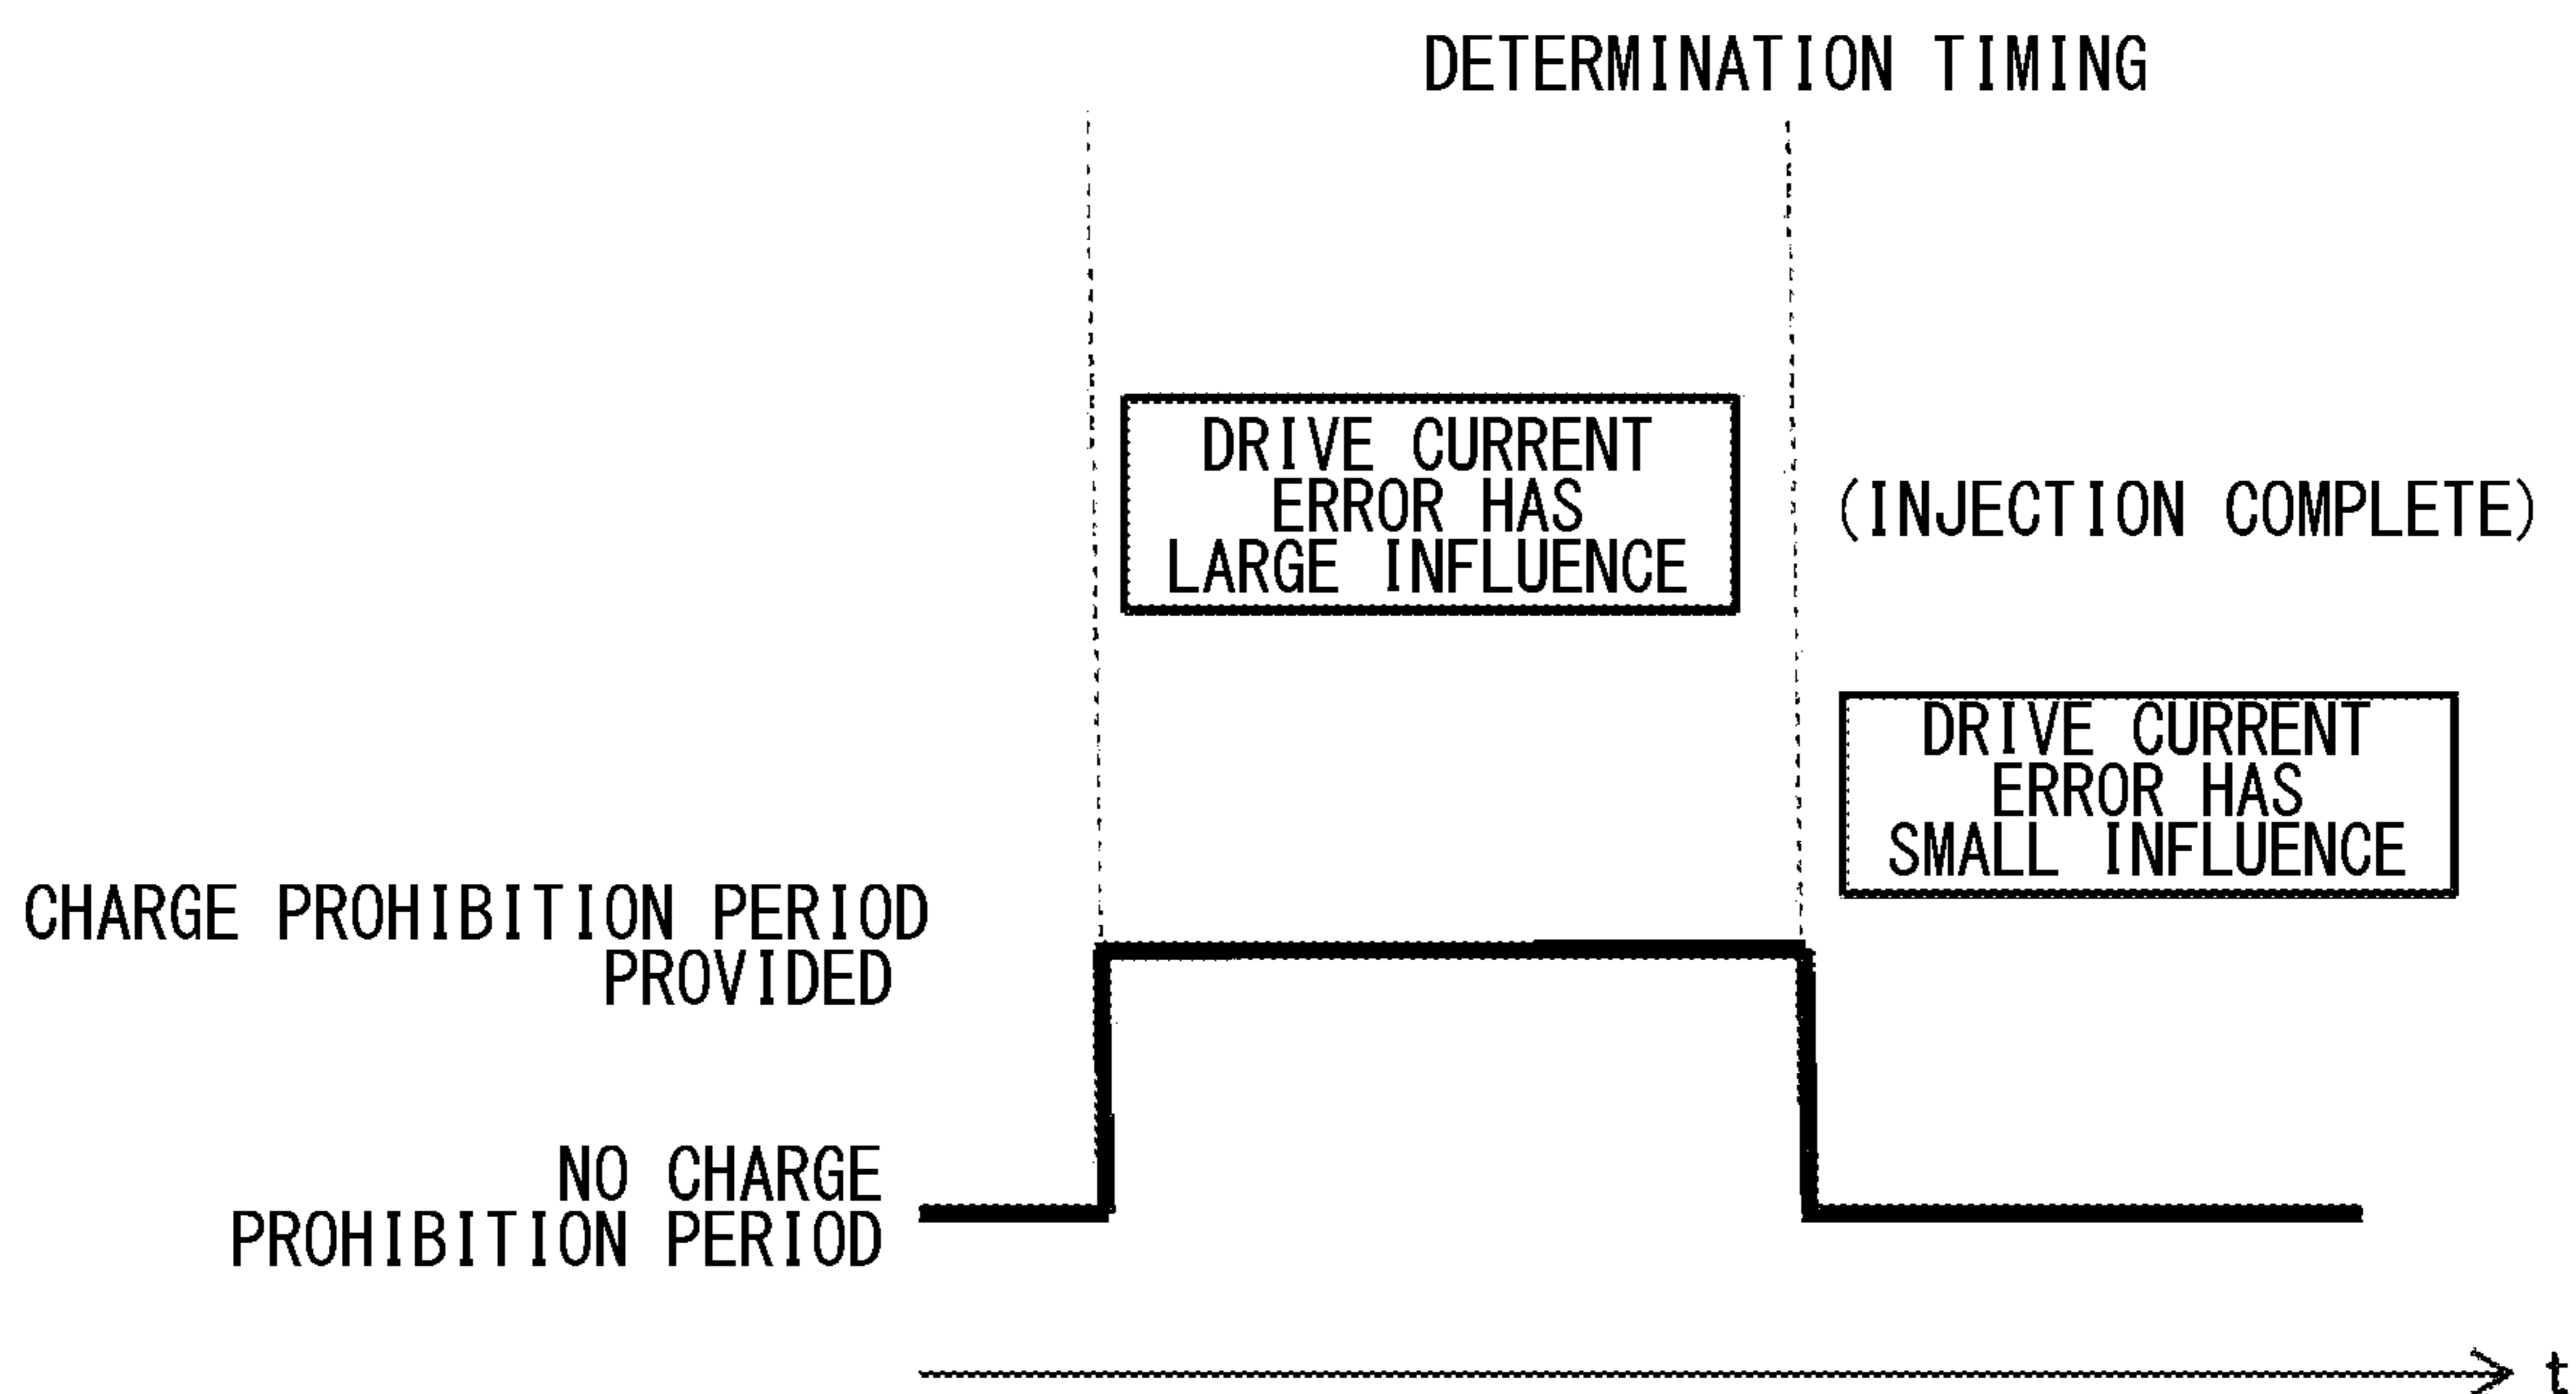 DETERMINATION TIMING
DRIVE CURRENT
ERROR HAS
LARGE INFLUENCE
(INJECTION COMPLETE)
DRIVE CURRENT
ERROR HAS
SMALL INFLUENCE
CHARGE PROHIBITION PERIOD
PROVIDED
NO CHARGE
PROHIBITION PERIOD
t